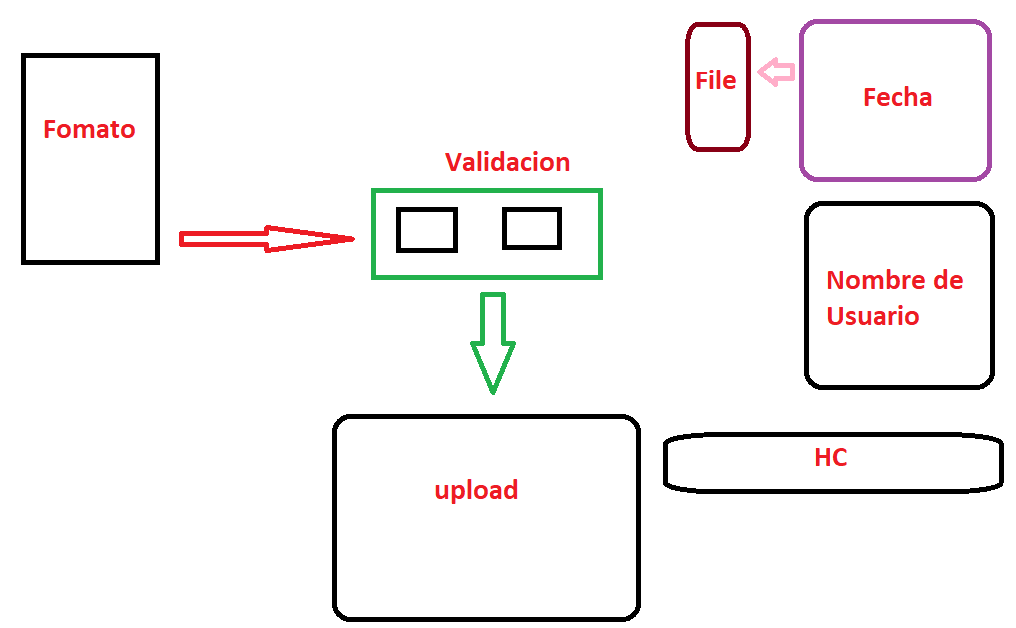 Fomato
Validacion
File
Fecha
Nombre de
Usuario
HC
upload